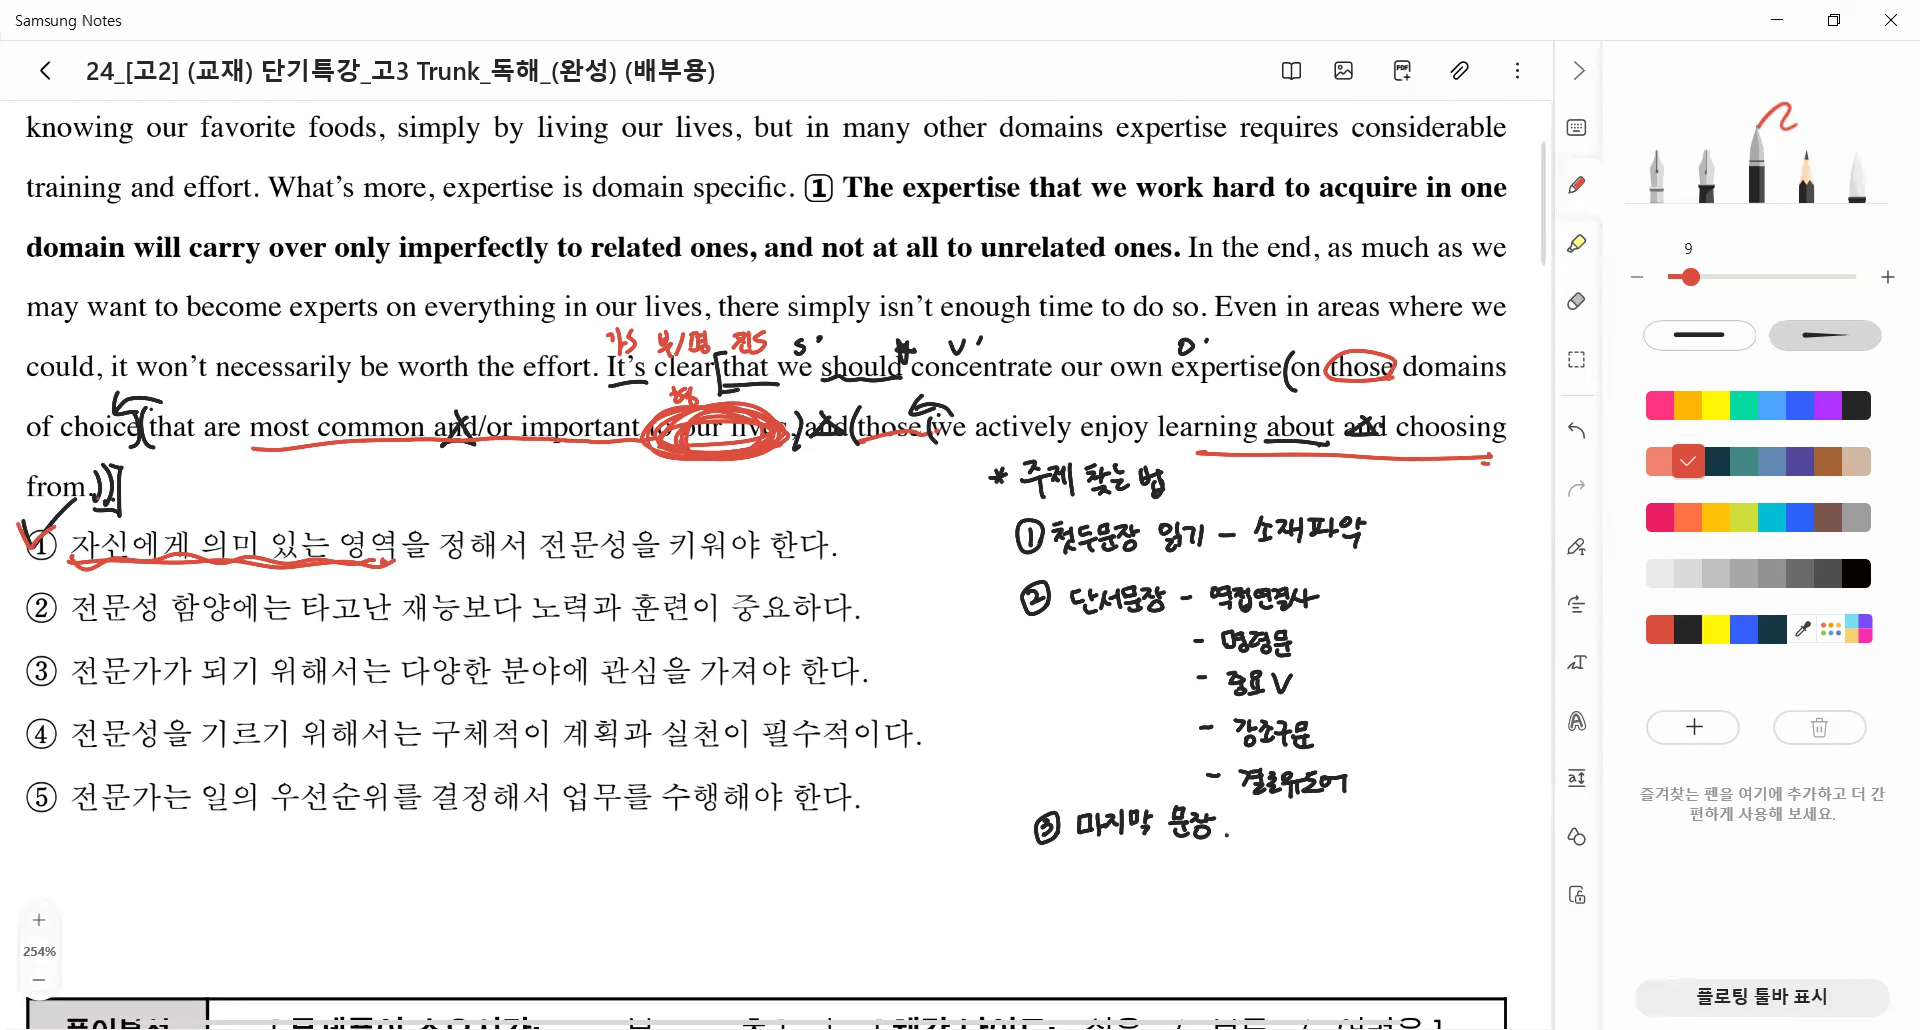 Samsung Notes
24_[고2] (교재) 단기특강_고3 Trunk_독해_(완성) (배부용)
knowing our favorite foods, simply by living our lives, but in many other domains expertise requires considerable
training and effort. What’s more, expertise is domain specific. 1 The expertise that we work hard to acquire in one
domain will carry over only imperfectly to related ones, and not at all to unrelated ones. In the end, as much as we
may want to become experts on everything in our lives, there simply isn’t enough time to do so. Even in areas where we
가S 부/명 진S S' V' O'
could, it won’t necessarily be worth the effort. It’s clear [that we should concentrate our own expertise (on those domains
of choice) (that are most common and/or important to our lives,) and (those (we actively enjoy learning about and choosing
from.))]
* 주제 찾는 법
① 첫두문장 읽기 - 소재파악
② 단서문장 - 역접연결사
- 명령문
- 중요V
- 강조구문
- 결론유도어
③ 마지막 문장.
① 자신에게 의미 있는 영역을 정해서 전문성을 키워야 한다.
② 전문성 함양에는 타고난 재능보다 노력과 훈련이 중요하다.
③ 전문가가 되기 위해서는 다양한 분야에 관심을 가져야 한다.
④ 전문성을 기르기 위해서는 구체적이 계획과 실천이 필수적이다.
⑤ 전문가는 일의 우선순위를 결정해서 업무를 수행해야 한다.
254%
PDF
9
즐겨찾는 펜을 여기에 추가하고 더 간
편하게 사용해 보세요.
플로팅 툴바 표시